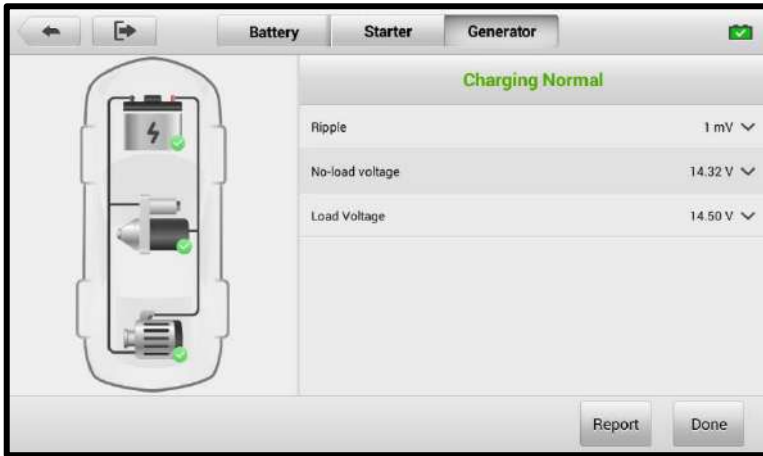 Battery Starter Generator
Charging Normal
Ripple 1 mV
No-load voltage 14.32 V
Load Voltage 14.50 V
Report Done